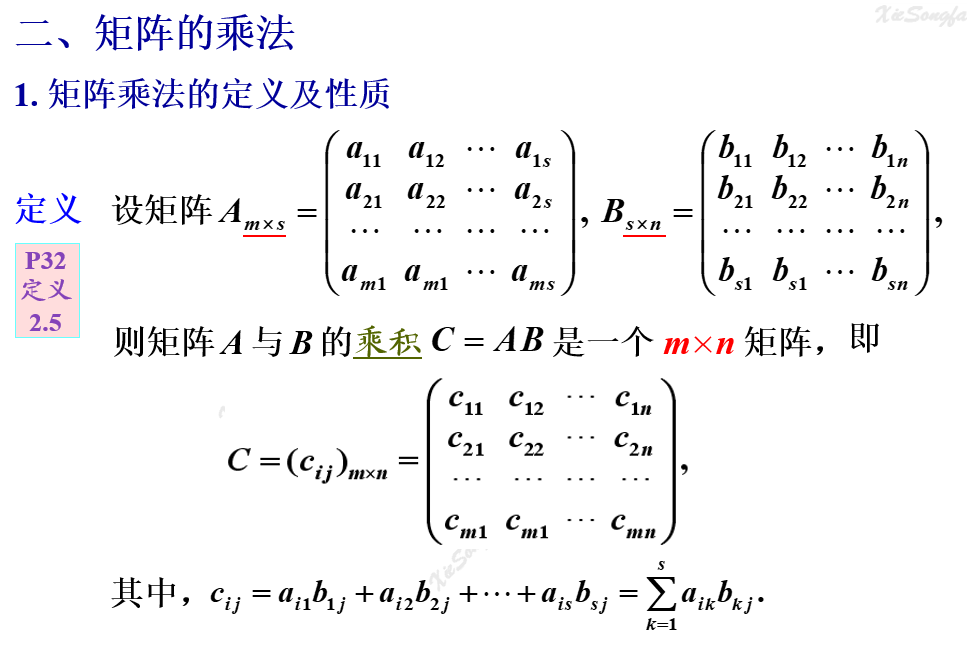 XieSongfa
二、矩阵的乘法
1. 矩阵乘法的定义及性质
定义 设矩阵 A_{m×s} = \begin{pmatrix} a_{11} & a_{12} & \cdots & a_{1s} \\ a_{21} & a_{22} & \cdots & a_{2s} \\ \cdots & \cdots & \cdots & \cdots \\ a_{m1} & a_{m1} & \cdots & a_{ms} \end{pmatrix}, B_{s×n} = \begin{pmatrix} b_{11} & b_{12} & \cdots & b_{1n} \\ b_{21} & b_{22} & \cdots & b_{2n} \\ \cdots & \cdots & \cdots & \cdots \\ b_{s1} & b_{s1} & \cdots & b_{sn} \end{pmatrix},
P32
定义
2.5
则矩阵 A 与 B 的乘积 C = AB 是一个 m×n 矩阵，即
C = (c_{ij})_{m×n} = \begin{pmatrix} c_{11} & c_{12} & \cdots & c_{1n} \\ c_{21} & c_{22} & \cdots & c_{2n} \\ \cdots & \cdots & \cdots & \cdots \\ c_{m1} & c_{m1} & \cdots & c_{mn} \end{pmatrix},
其中，c_{ij} = a_{i1}b_{1j} + a_{i2}b_{2j} + \cdots + a_{is}b_{sj} = \sum_{k=1}^{s} a_{ik}b_{kj}.